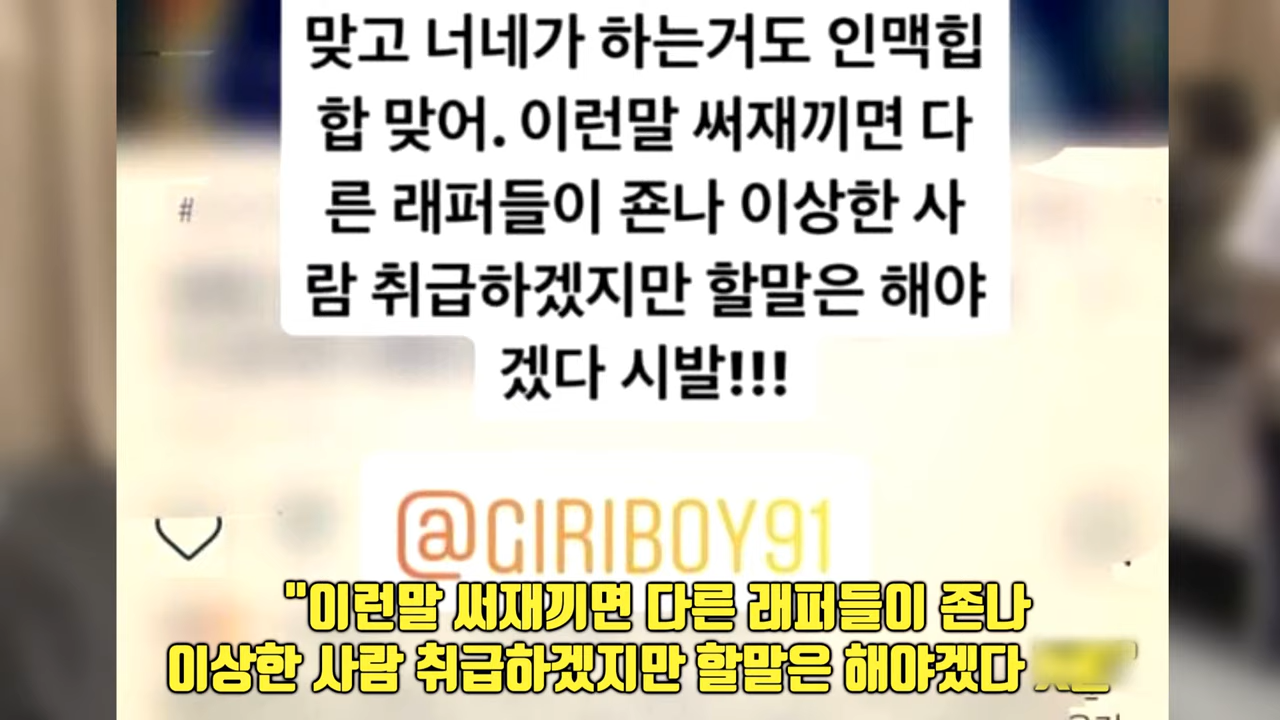 맞고 너네가 하는거도 인맥힙
합 맞어. 이런말 써재끼면 다
른 래퍼들이 죤나 이상한 사
람 취급하겠지만 할말은 해야
겠다 시발!!!
#
@GIRIBOY91
"이런말 써재끼면 다른 래퍼들이 존나
이상한 사람 취급하겠지만 할말은 해야겠다